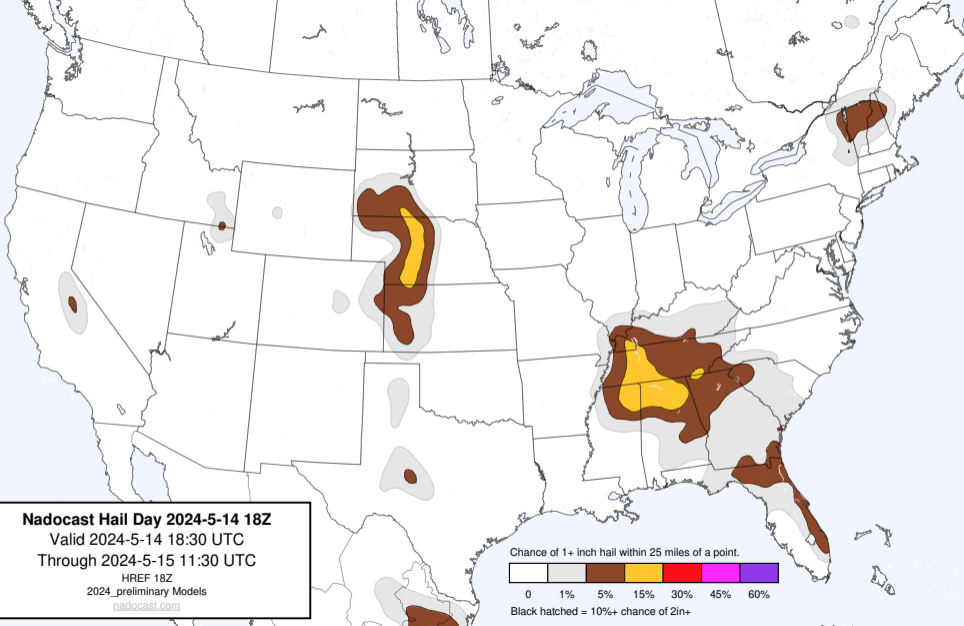 Nadocast Hail Day 2024-5-14 18Z
Valid 2024-5-14 18:30 UTC
Through 2024-5-15 11:30 UTC
HREF 18Z
2024_preliminary Models
nadocast.com
Chance of 1+ inch hail within 25 miles of a point.
0 1% 5% 15% 30% 45% 60%
Black hatched = 10%+ chance of 2in+